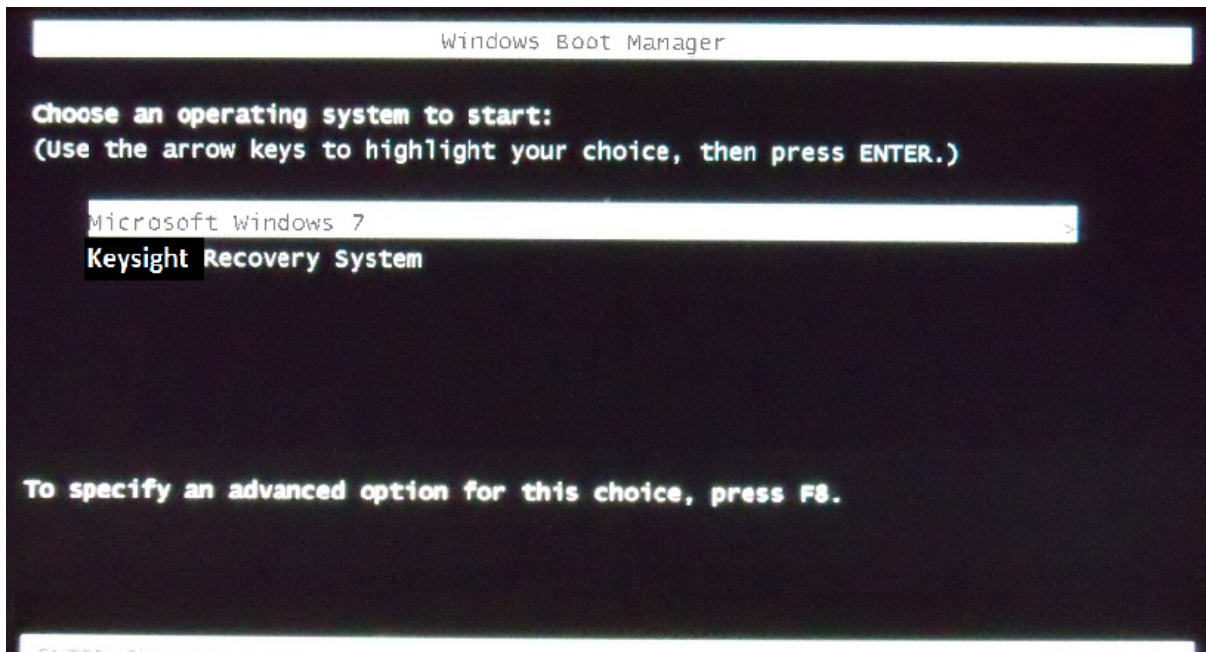 Windows Boot Manager
Choose an operating system to start:
(Use the arrow keys to highlight your choice, then press ENTER.)
Microsoft Windows 7 >
Keysight Recovery System
To specify an advanced option for this choice, press F8.